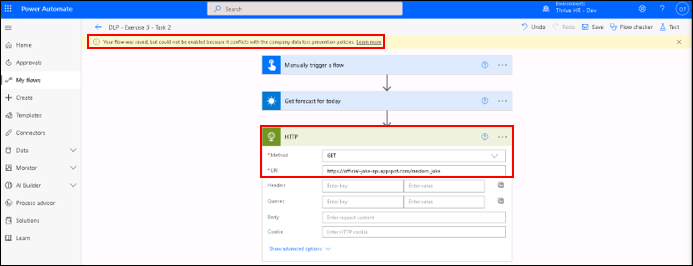 Power Automate
Search
Environments
Thrive HR - Dev
DLP - Exercise 3 - Task 2
Undo
Redo
Save
Flow checker
Test
Your flow was saved, but could not be enabled because it conflicts with the company data loss prevention policies. Learn more
Home
Approvals
My flows
Create
Templates
Connectors
Data
Monitor
AI Builder
Process advisor
Solutions
Learn
Manually trigger a flow
Get forecast for today
HTTP
* Method
GET
* URI
https://official-joke-api.appspot.com/random_joke
Headers
Enter key
Enter value
Queries
Enter key
Enter value
Body
Enter request content
Cookie
Enter HTTP cookie
Show advanced options